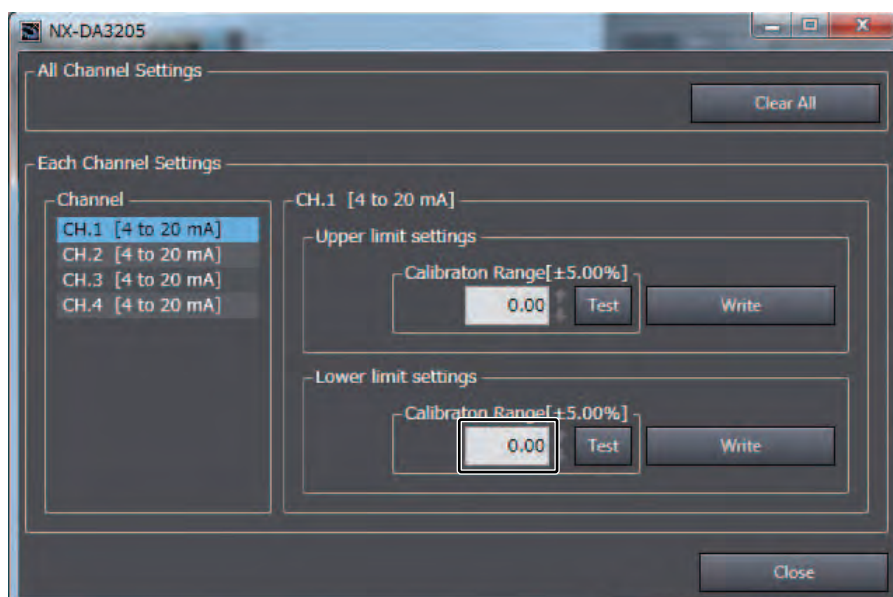 NX-DA3205
All Channel Settings
Clear All
Each Channel Settings
Channel
CH.1 [4 to 20 mA]
CH.2 [4 to 20 mA]
CH.3 [4 to 20 mA]
CH.4 [4 to 20 mA]
CH.1 [4 to 20 mA]
Upper limit settings
Calibraton Range[±5.00%]
0.00 Test Write
Lower limit settings
Calibraton Range[±5.00%]
0.00 Test Write
Close